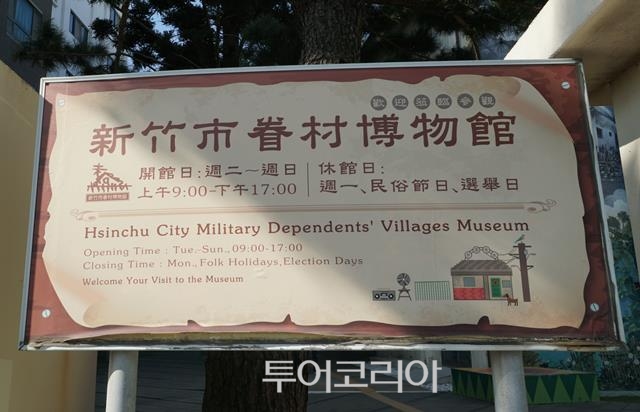 歡迎蒞臨參觀
新竹市眷村博物館
新竹市眷村博物館
開館日:週二~週日
上午9:00-下午17:00
休館日:
週一、民俗節日、選舉日
Hsinchu City Military Dependents' Villages Museum
Opening Time : Tue.-Sun., 09:00-17:00
Closing Time : Mon., Folk Holidays, Election Days
Welcome Your Visit to the Museum
투어코리아